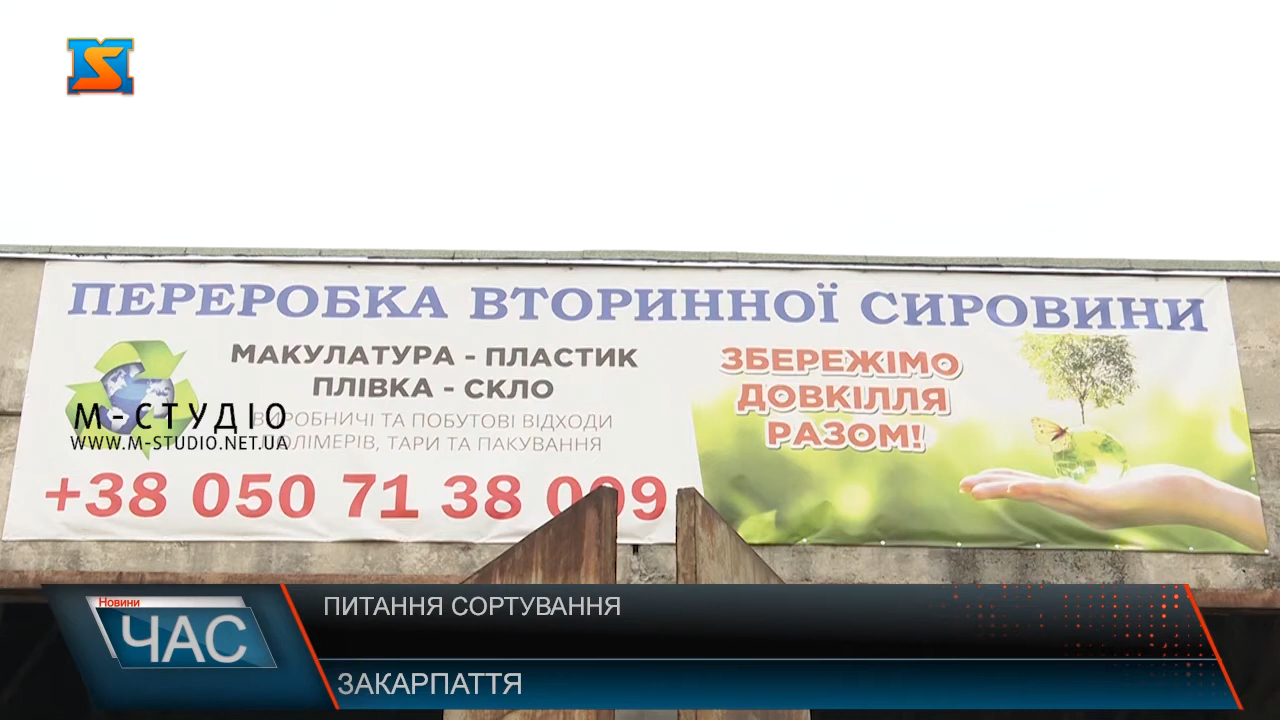 ПЕРЕРОБКА ВТОРИННОЇ СИРОВИНИ
МАКУЛАТУРА - ПЛАСТИК
ПЛІВКА - СКЛО
ВИРОБНИЧІ ТА ПОБУТОВІ ВІДХОДИ
ПОЛІМЕРІВ, ТАРИ ТА ПАКУВАННЯ
+38 050 71 38 009
ЗБЕРЕЖІМО
ДОВКІЛЛЯ
РАЗОМ!
М-СТУДІО
WWW.M-STUDIO.NET.UA
Новини
ЧАС
ПИТАННЯ СОРТУВАННЯ
ЗАКАРПАТТЯ